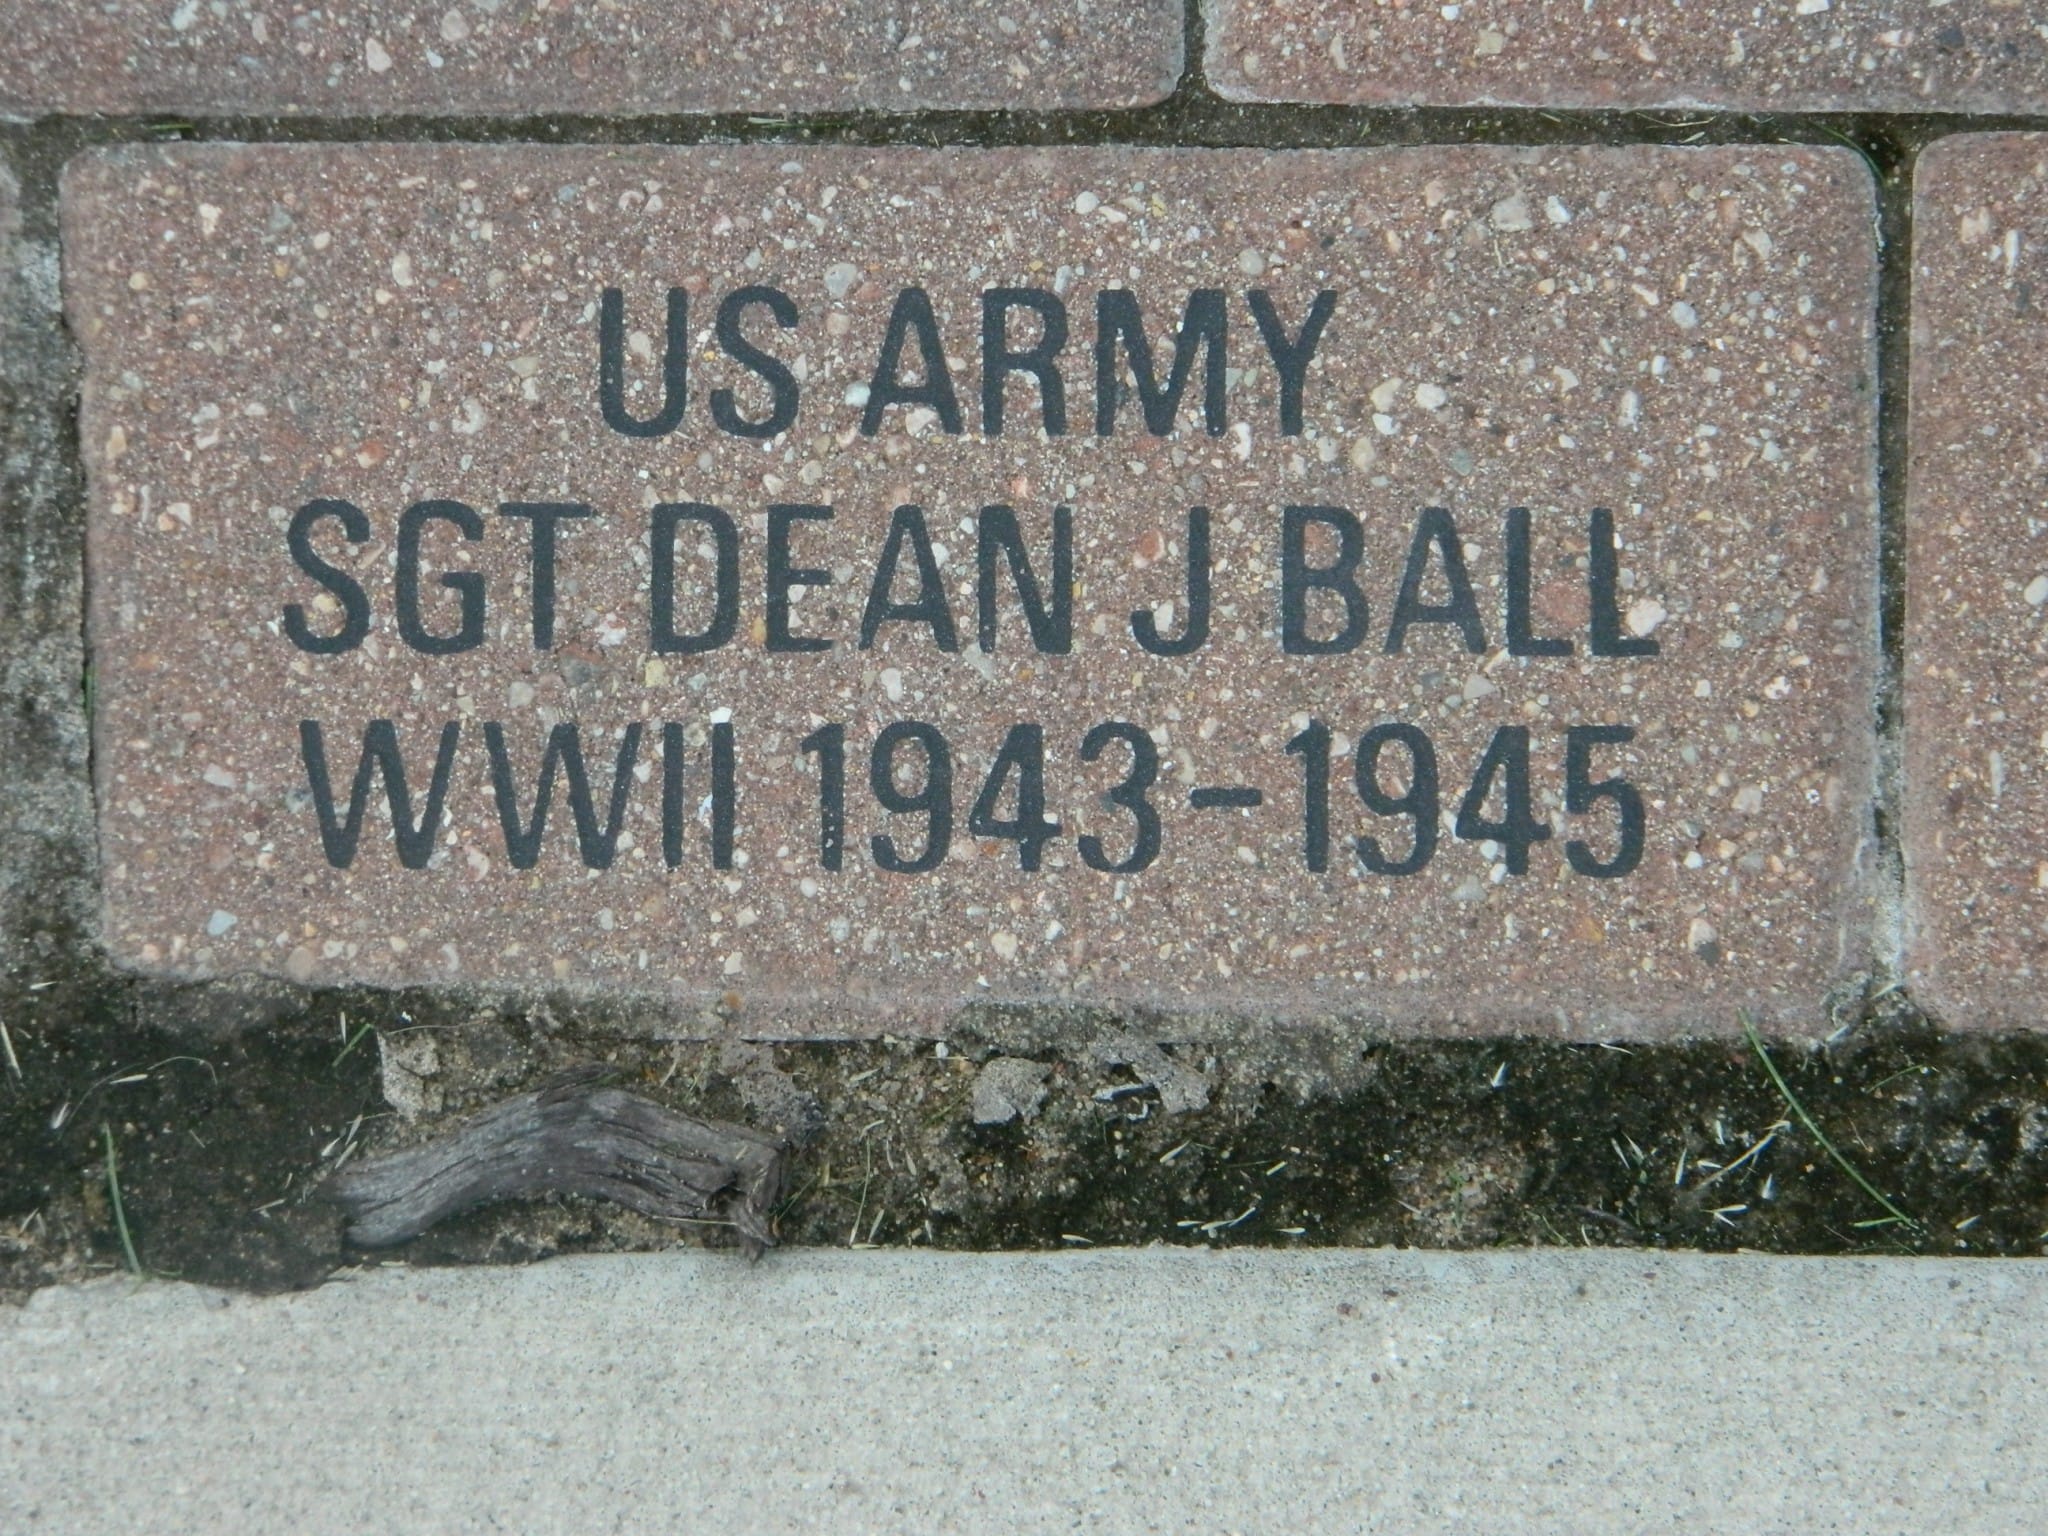 US ARMY
SGT DEAN J BALL
WWII 1943-1945